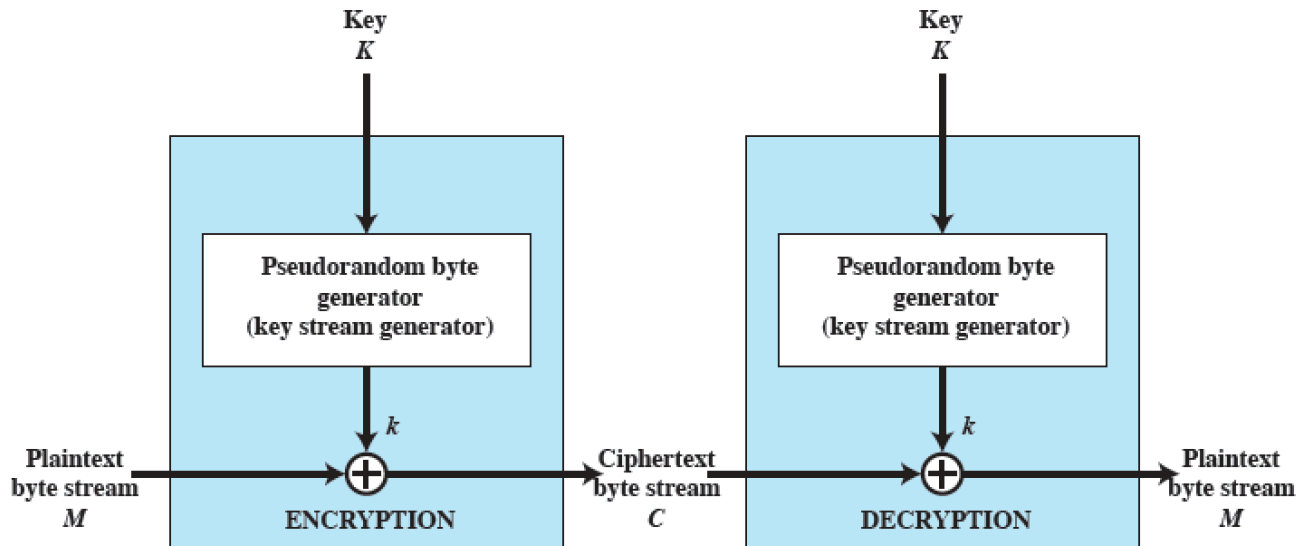 Key
K
Key
K
Pseudorandom byte
generator
(key stream generator)
Pseudorandom byte
generator
(key stream generator)
k
k
Plaintext
byte stream
M
ENCRYPTION
Ciphertext
byte stream
C
DECRYPTION
Plaintext
byte stream
M